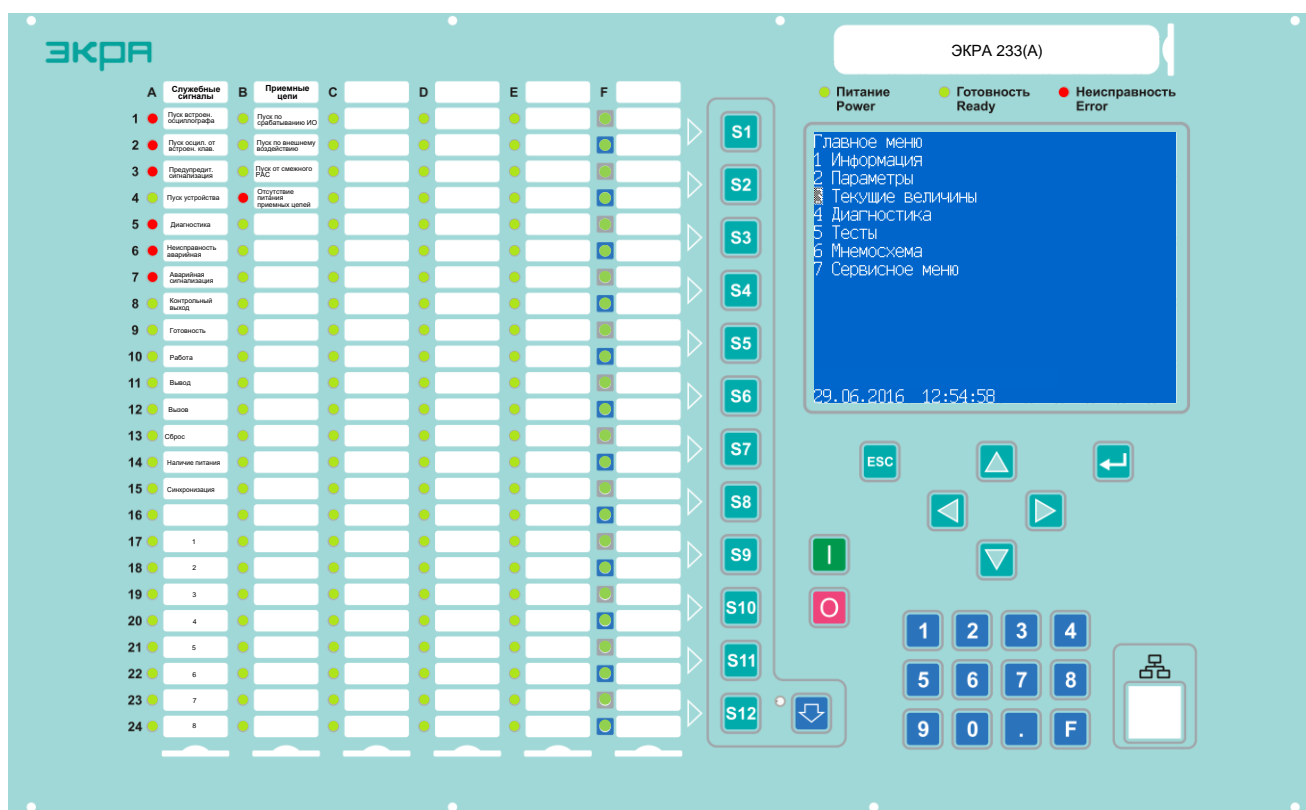 ЭКРА
ЭКРА 233(А)
Питание
Power
Готовность
Ready
Неисправность
Error
A
Служебные
сигналы
B
Приемные
цепи
C
D
E
F
1
Пуск встроен.
осциллографа
Пуск по
срабатыванию ИО
2
Пуск осцил. от
встроен. клав.
Пуск по внешнему
воздействию
3
Предупредит.
сигнализация
Пуск от смежного
РАС
4
Пуск устройства
Отсутствие
питания
приемных цепей
5
Диагностика
6
Неисправность
аварийная
7
Аварийная
сигнализация
8
Контрольный
выход
9
Готовность
10
Работа
11
Вывод
12
Вызов
13
Сброс
14
Наличие питания
15
Синхронизация
16
17
1
18
2
19
3
20
4
21
5
22
6
23
7
24
8
S1
S2
S3
S4
S5
S6
S7
S8
S9
S10
S11
S12
Главное меню
1 Информация
2 Параметры
3 Текущие величины
4 Диагностика
5 Тесты
6 Мнемосхема
7 Сервисное меню
29.06.2016 12:54:58
ESC
I
O
1 2 3 4
5 6 7 8
9 0 . F